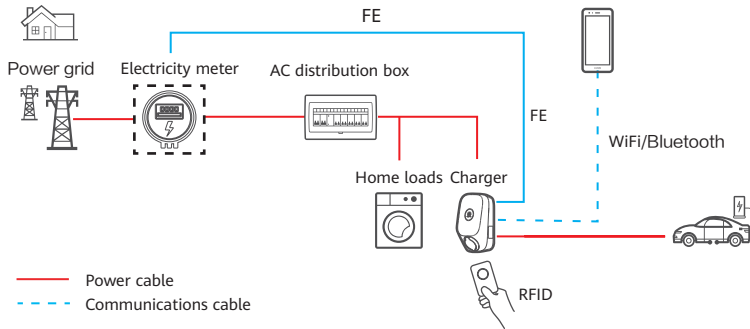 FE
Power grid
Electricity meter
AC distribution box
FE
WiFi/Bluetooth
Home loads
Charger
RFID
Power cable
Communications cable